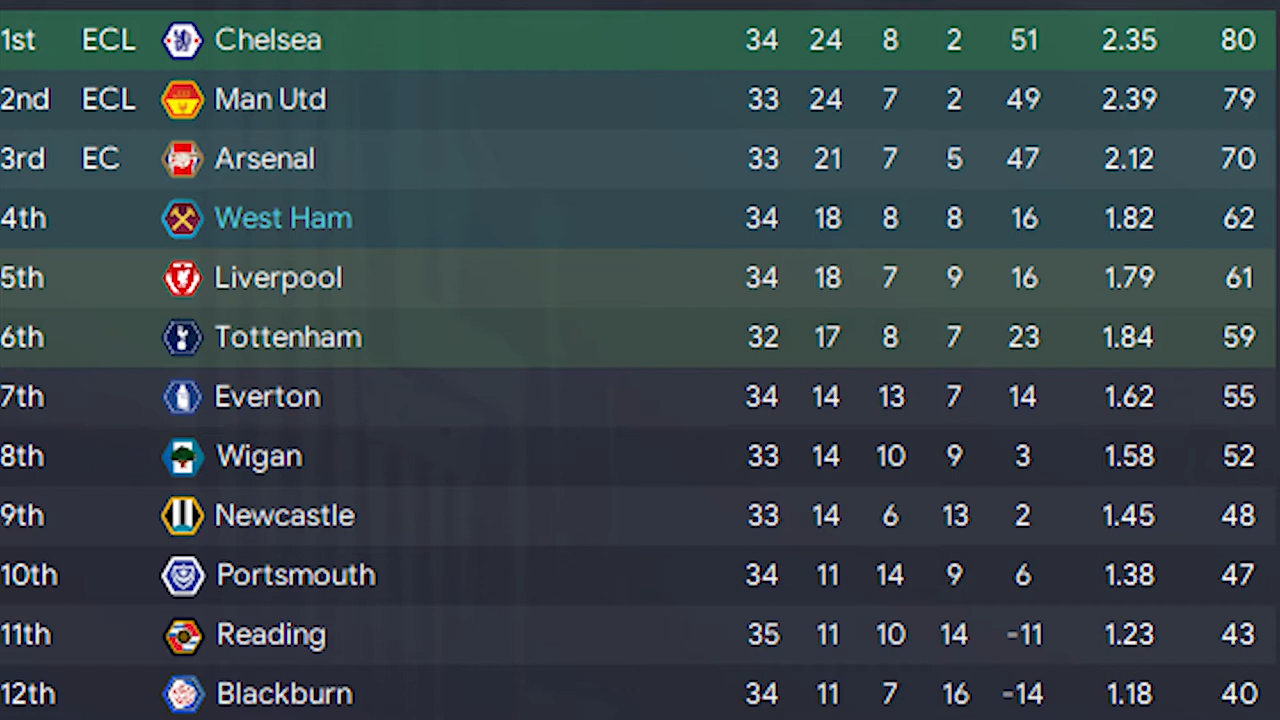 1st ECL Chelsea 34 24 8 2 51 2.35 80
2nd ECL Man Utd 33 24 7 2 49 2.39 79
3rd EC Arsenal 33 21 7 5 47 2.12 70
4th West Ham 34 18 8 8 16 1.82 62
5th Liverpool 34 18 7 9 16 1.79 61
6th Tottenham 32 17 8 7 23 1.84 59
7th Everton 34 14 13 7 14 1.62 55
8th Wigan 33 14 10 9 3 1.58 52
9th Newcastle 33 14 6 13 2 1.45 48
10th Portsmouth 34 11 14 9 6 1.38 47
11th Reading 35 11 10 14 -11 1.23 43
12th Blackburn 34 11 7 16 -14 1.18 40